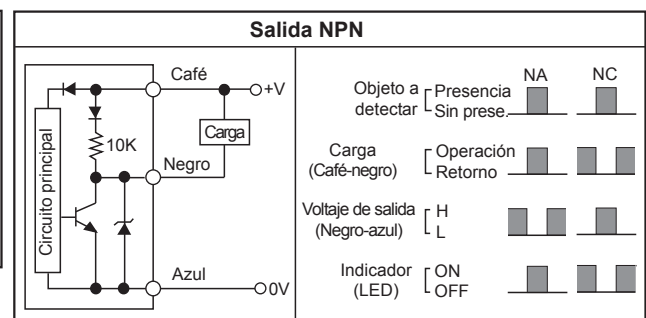 Salida NPN
Circuito principal
10K
Café
+V
Carga
Negro
Azul
0V
NA NC
Objeto a detectar
Presencia
Sin prese.
Carga
(Café-negro)
Operación
Retorno
Voltaje de salida
(Negro-azul)
H
L
Indicador
(LED)
ON
OFF